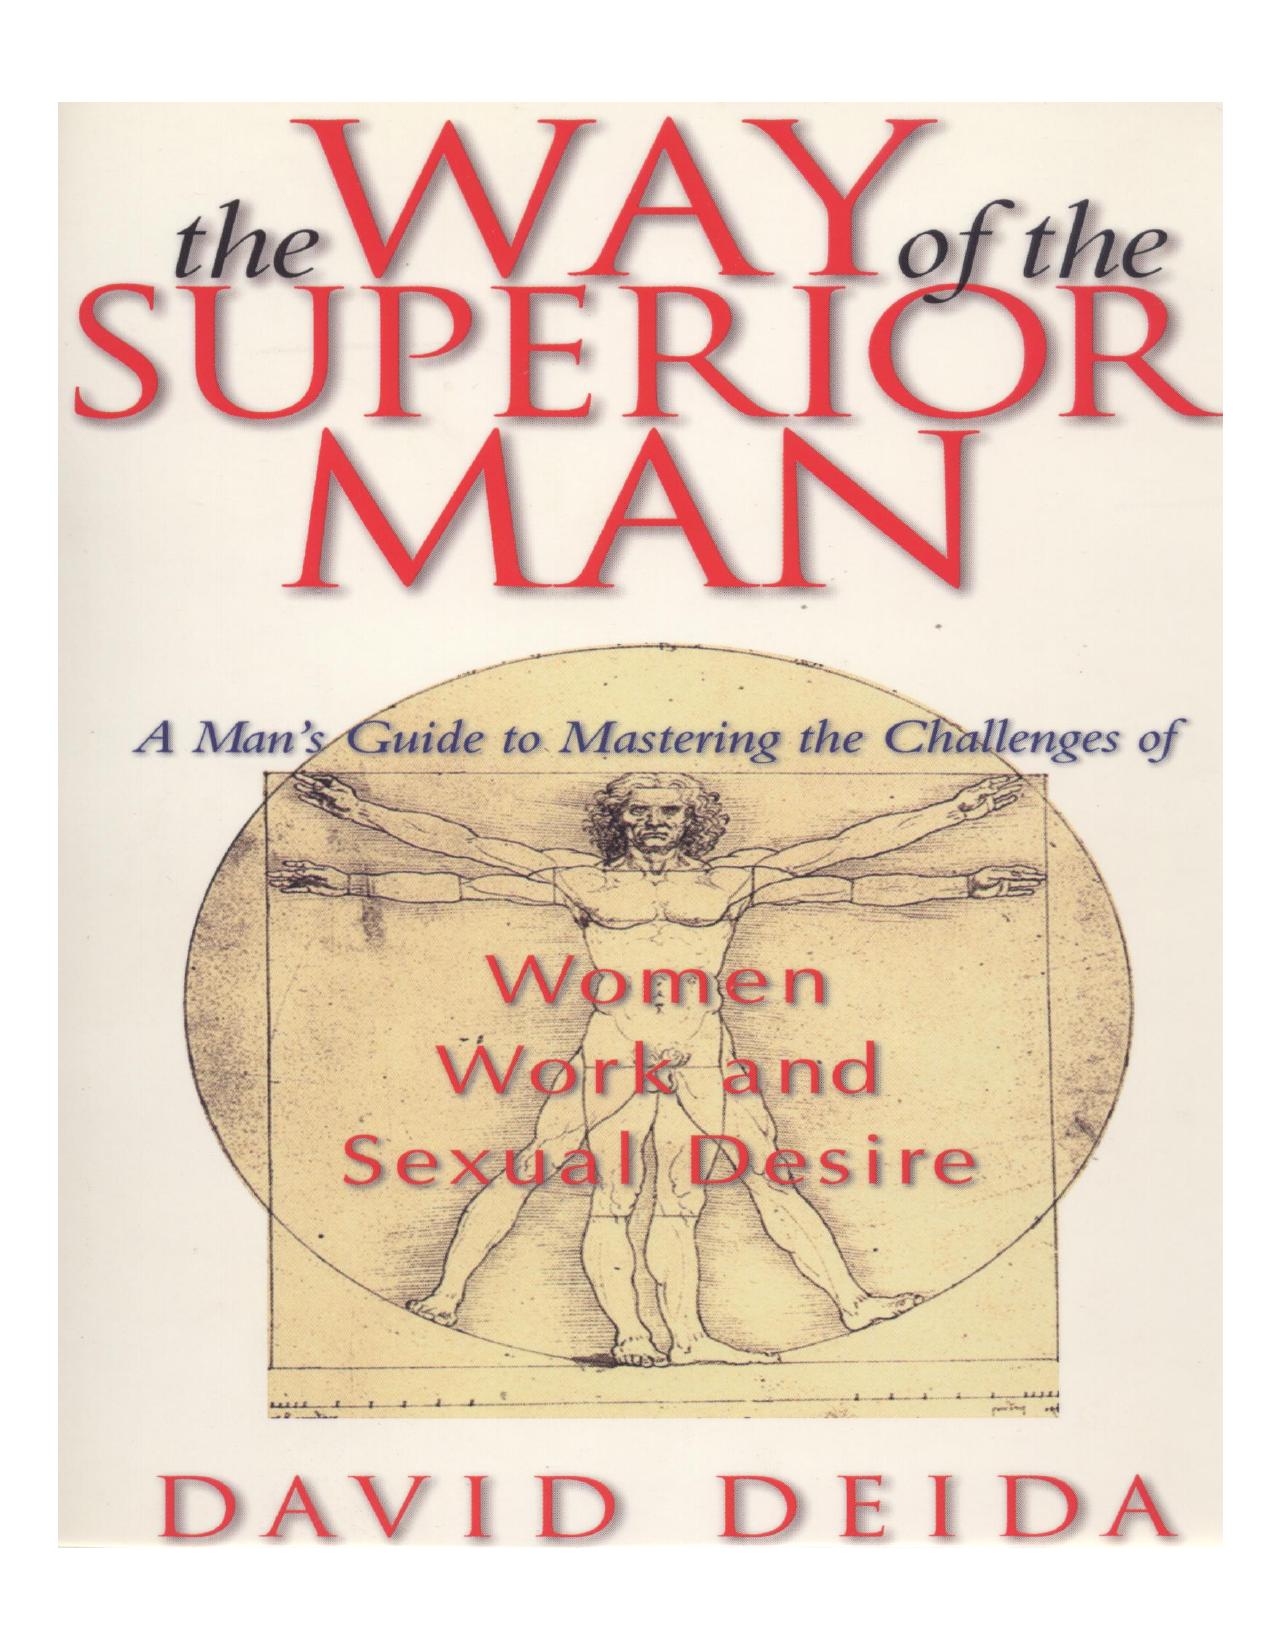 the WAY of the
SUPERIOR
MAN
A Man's Guide to Mastering the Challenges of
Women
Work and
Sexual Desire
DAVID DEIDA